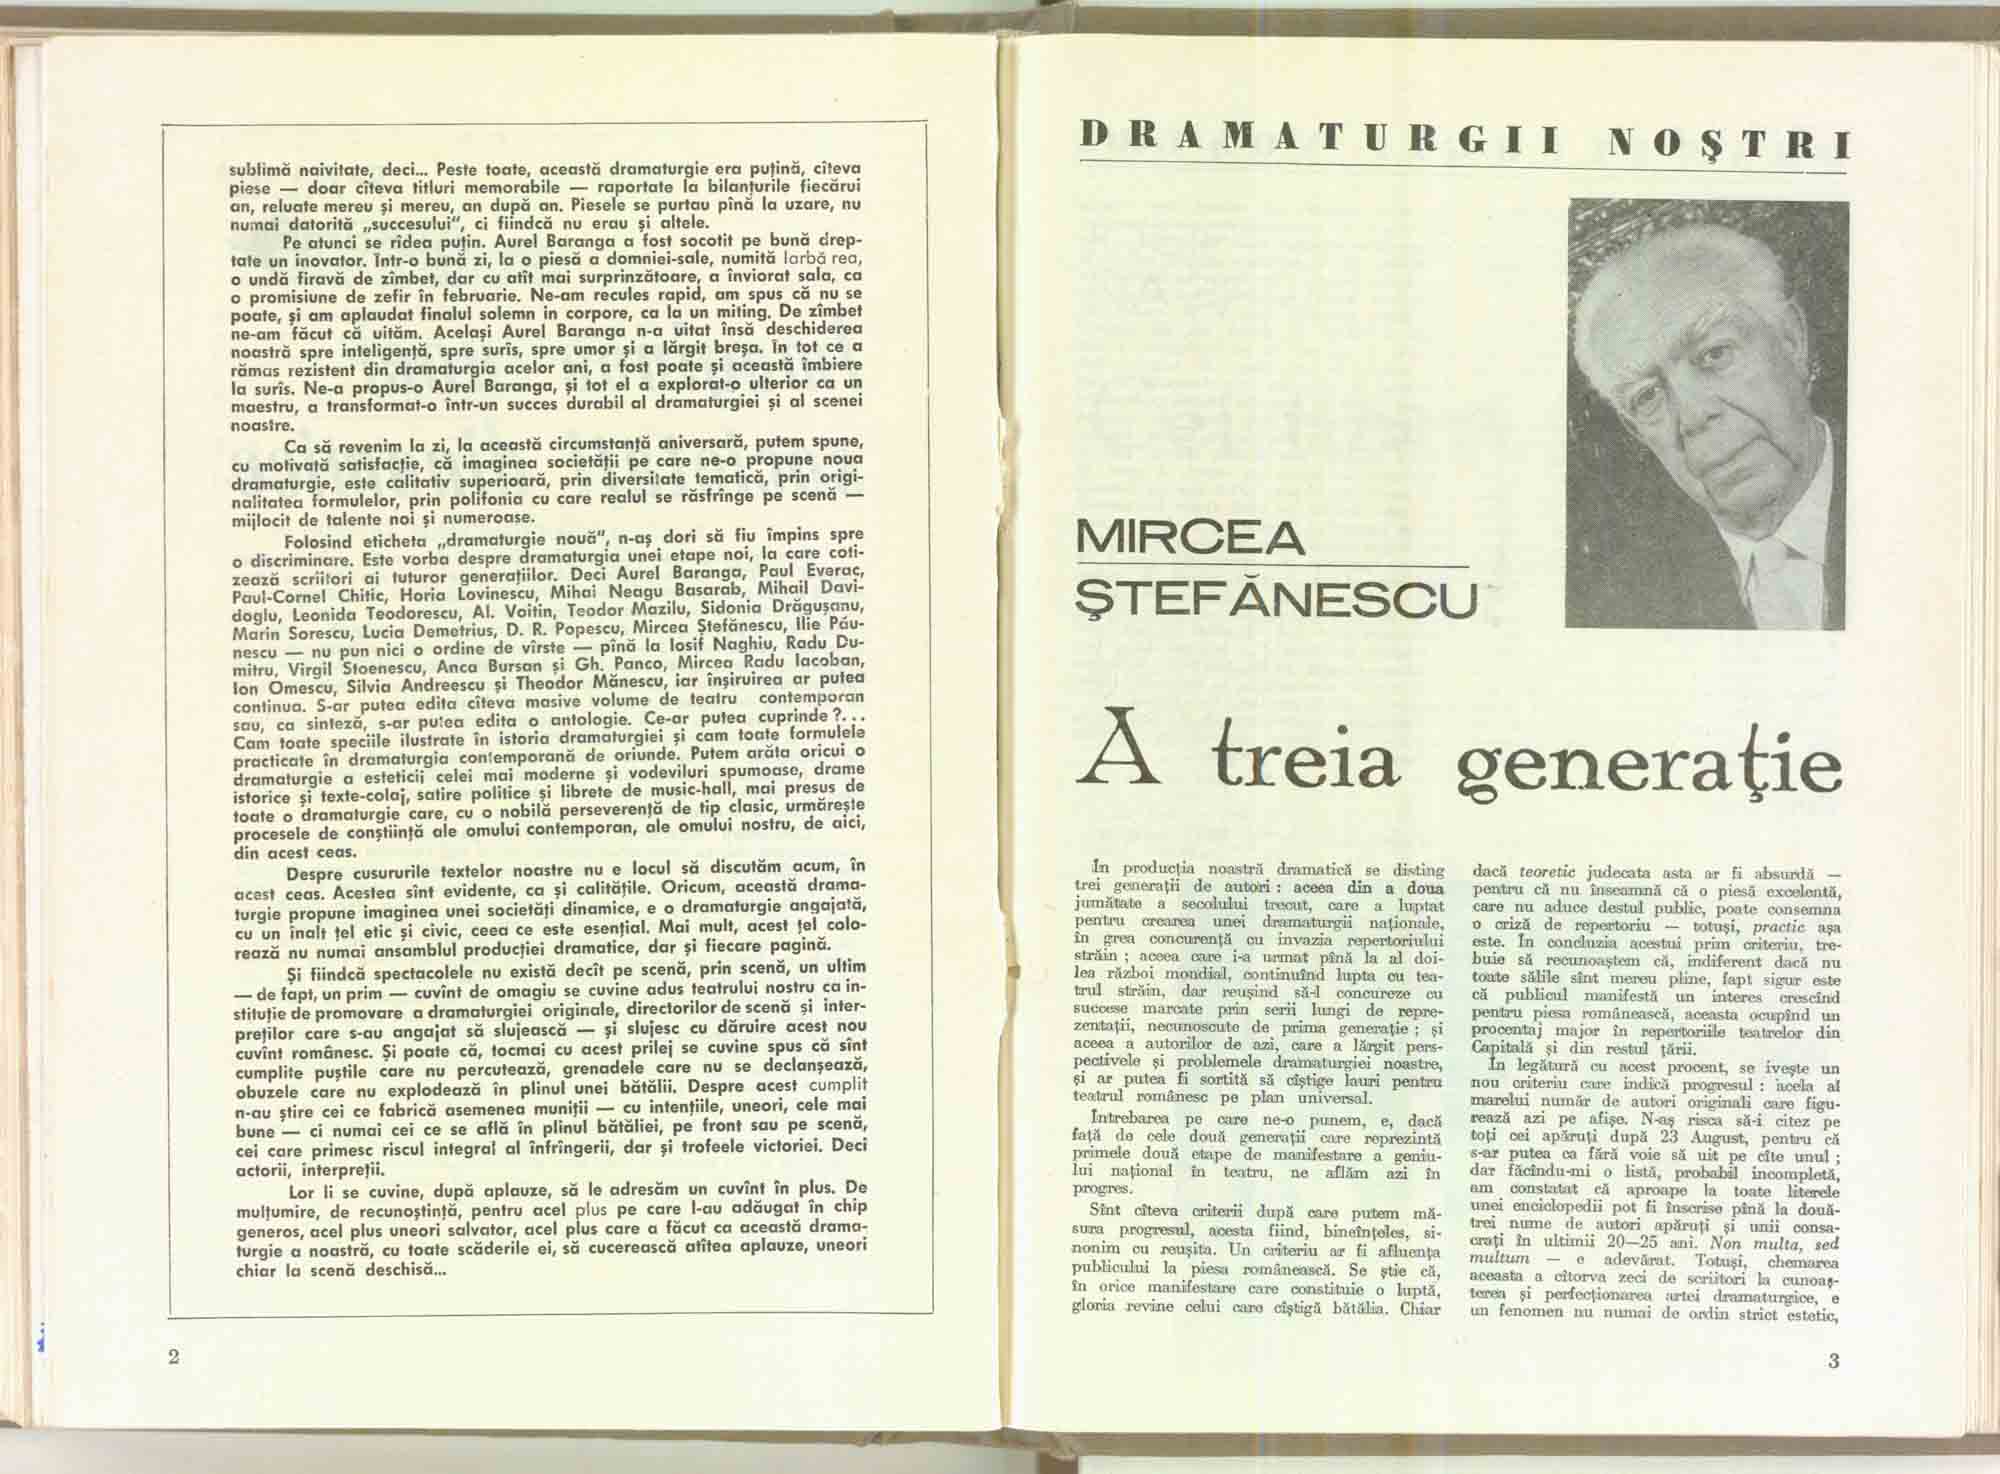 sublimă naivitate, deci... Peste toate, această dramaturgie era puțină, cîteva
piese — doar cîteva titluri memorabile — raportate la bilanțurile fiecărui
an, reluate mereu și mereu, an după an. Piesele se purtau pînă la uzare, nu
numai datorită „succesului", ci fiindcă nu erau și altele.
Pe atunci se rîdea puțin. Aurel Baranga a fost socotit pe bună drep-
tate un inovator. Într-o bună zi, la o piesă a domniei-sale, numită Iarbă rea,
o undă firavă de zîmbet, dar cu atît mai surprinzătoare, a înviorat sala, ca
o promisiune de zefir în februarie. Ne-am recules rapid, am spus că nu se
poate, și am aplaudat finalul solemn in corpore, ca la un miting. De zîmbet
ne-am făcut că uităm. Același Aurel Baranga n-a uitat însă deschiderea
noastră spre inteligență, spre surîs, spre umor și a lărgit breșa. În tot ce a
rămas rezistent din dramaturgia acelor ani, a fost poate și această îmbiere
la surîs. Ne-a propus-o Aurel Baranga, și tot el a explorat-o ulterior ca un
maestru, a transformat-o într-un succes durabil al dramaturgiei și al scenei
noastre.
Ca să revenim la zi, la această circumstanță aniversară, putem spune,
cu motivată satisfacție, că imaginea societății pe care ne-o propune noua
dramaturgie, este calitativ superioară, prin diversitate tematică, prin origi-
nalitatea formulelor, prin polifonia cu care realul se răsfrînge pe scenă —
mijlocit de talente noi și numeroase.
Folosind eticheta „dramaturgie nouă", n-aș dori să fiu împins spre
o discriminare. Este vorba despre dramaturgia unei etape noi, la care coti-
zează scriitori ai tuturor generațiilor. Deci Aurel Baranga, Paul Everac,
Paul-Cornel Chitic, Horia Lovinescu, Mihai Neagu Basarab, Mihail Davi-
doglu, Leonida Teodorescu, Al. Voitin, Teodor Mazilu, Sidonia Drăgușanu,
Marin Sorescu, Lucia Demetrius, D. R. Popescu, Mircea Ștefănescu, Ilie Pău-
nescu — nu pun nici o ordine de vîrste — pînă la Iosif Naghiu, Radu Du-
mitru, Virgil Stoenescu, Anca Bursan și Gh. Panco, Mircea Radu Iacoban,
Ion Omescu, Silvia Andreescu și Theodor Mănescu, iar înșiruirea ar putea
continua. S-ar putea edita cîteva masive volume de teatru contemporan
sau, ca sinteză, s-ar putea edita o antologie. Ce-ar putea cuprinde?...
Cam toate speciile ilustrate în istoria dramaturgiei și cam toate formulele
practicate în dramaturgia contemporană de oriunde. Putem arăta oricui o
dramaturgie a esteticii celei mai moderne și vodeviluri spumoase, drame
istorice și texte-colaj, satire politice și librete de music-hall, mai presus de
toate o dramaturgie care, cu o nobilă perseverență de tip clasic, urmărește
procesele de conștiință ale omului contemporan, ale omului nostru, de aici,
din acest ceas.
Despre cusururile textelor noastre nu e locul să discutăm acum, în
acest ceas. Acestea sînt evidente, ca și calitățile. Oricum, această drama-
turgie propune imaginea unei societăți dinamice, e o dramaturgie angajată,
cu un înalt țel etic și civic, ceea ce este esențial. Mai mult, acest țel colo-
rează nu numai ansamblul producției dramatice, dar și fiecare pagină.
Și fiindcă spectacolele nu există decît pe scenă, prin scenă, un ultim
— de fapt, un prim — cuvînt de omagiu se cuvine adus teatrului nostru ca in-
stituție de promovare a dramaturgiei originale, directorilor de scenă și inter-
preților care s-au angajat să slujească — și slujesc cu dăruire acest nou
cuvînt românesc. Și poate că, tocmai cu acest prilej se cuvine spus că sînt
cumplite puștile care nu percutează, grenadele care nu se declanșează,
obuzele care nu explodează în plinul unei bătălii. Despre acest cumplit
n-au știre cei ce fabrică asemenea muniții — cu intențiile, uneori, cele mai
bune — ci numai cei ce se află în plinul bătăliei, pe front sau pe scenă,
cei care primesc riscul integral al înfrîngerii, dar și trofeele victoriei. Deci
actorii, interpreții.
Lor li se cuvine, după aplauze, să le adresăm un cuvînt în plus. De
mulțumire, de recunoștință, pentru acel plus pe care l-au adăugat în chip
generos, acel plus uneori salvator, acel plus care a făcut ca această drama-
turgie a noastră, cu toate scăderile ei, să cucerească atîtea aplauze, uneori
chiar la scenă deschisă...
2
DRAMATURGII NOȘTRI
MIRCEA
ȘTEFĂNESCU
A treia generație
În producția noastră dramatică se disting
trei generații de autori : aceea din a doua
jumătate a secolului trecut, care a luptat
pentru crearea unei dramaturgii naționale,
în grea concurență cu invazia repertoriului
străin ; aceea care i-a urmat pînă la al doi-
lea război mondial, continuînd lupta cu tea-
trul străin, dar reușind să-l concureze cu
succese marcate prin serii lungi de repre-
zentații, necunoscute de prima generație ; și
aceea a autorilor de azi, care a lărgit pers-
pectivele și problemele dramaturgiei noastre,
și ar putea fi sortită să cîștige lauri pentru
teatrul românesc pe plan universal.
Întrebarea pe care ne-o punem, e, dacă
față de cele două generații care reprezintă
primele două etape de manifestare a geniu-
lui național în teatru, ne aflăm azi în
progres.
Sînt cîteva criterii după care putem mă-
sura progresul, acesta fiind, bineînțeles, si-
nonim cu reușita. Un criteriu ar fi afluența
publicului la piesa românească. Se știe că,
în orice manifestare care constituie o luptă,
gloria revine celui care cîștigă bătălia. Chiar
dacă teoretic judecata asta ar fi absurdă —
pentru că nu înseamnă că o piesă excelentă,
care nu aduce destul public, poate consemna
o criză de repertoriu — totuși, practic așa
este. În concluzia acestui prim criteriu, tre-
buie să recunoaștem că, indiferent dacă nu
toate sălile sînt mereu pline, fapt sigur este
că publicul manifestă un interes crescînd
pentru piesa românească, aceasta ocupînd un
procentaj major în repertoriile teatrelor din
Capitală și din restul țării.
În legătură cu acest procent, se ivește un
nou criteriu care indică progresul : acela al
marelui număr de autori originali care figu-
rează azi pe afișe. N-aș risca să-i citez pe
toți cei apăruți după 23 August, pentru că
s-ar putea ca fără voie să uit pe cîte unul ;
dar făcîndu-mi o listă, probabil incompletă,
am constatat că aproape la toate literele
unei enciclopedii pot fi înscrise pînă la două-
trei nume de autori apăruți și unii consa-
crați în ultimii 20—25 ani. Non multa, sed
multum — e adevărat. Totuși, chemarea
aceasta a cîtorva zeci de scriitori la cunoaș-
terea și perfecționarea artei dramaturgice, e
un fenomen nu numai de ordin strict estetic,
3